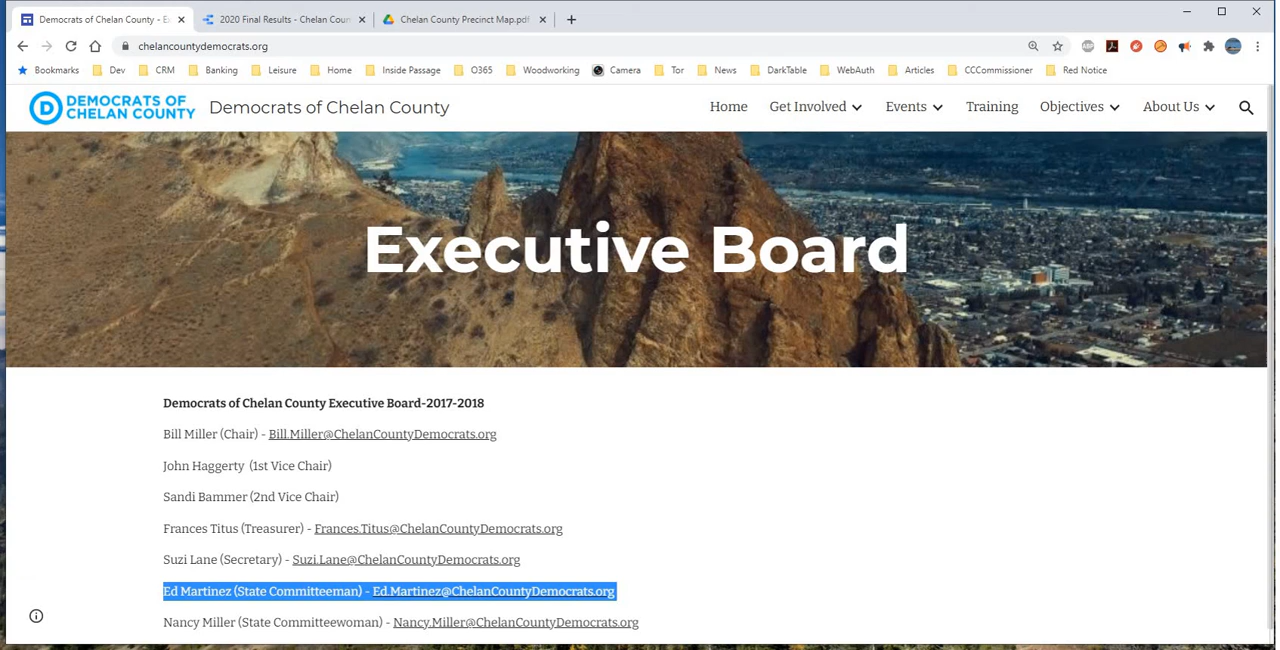 Democrats of Chelan County - Ex
2020 Final Results - Chelan Coun
Chelan County Precinct Map.pdf
chelancountydemocrats.org
Bookmarks Dev CRM Banking Leisure Home Inside Passage O365 Woodworking Camera Tor News DarkTable WebAuth Articles CCCommissioner Red Notice
DEMOCRATS OF
CHELAN COUNTY
Democrats of Chelan County
Home Get Involved Events Training Objectives About Us
Executive Board
Democrats of Chelan County Executive Board-2017-2018
Bill Miller (Chair) - Bill.Miller@ChelanCountyDemocrats.org
John Haggerty (1st Vice Chair)
Sandi Bammer (2nd Vice Chair)
Frances Titus (Treasurer) - Frances.Titus@ChelanCountyDemocrats.org
Suzi Lane (Secretary) - Suzi.Lane@ChelanCountyDemocrats.org
Ed Martinez (State Committeeman) - Ed.Martinez@ChelanCountyDemocrats.org
Nancy Miller (State Committeewoman) - Nancy.Miller@ChelanCountyDemocrats.org